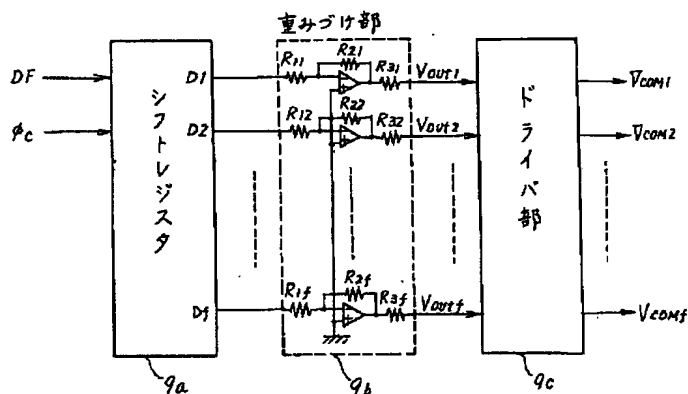 重みづけ部
DF
φc
シフトレジスタ
D1
D2
Df
R11
R21
R31
R12
R22
R32
R1f
R2f
R3f
VOUT1
VOUT2
VOUTf
ドライバ部
VCOM1
VCOM2
VCOMf
9a
9b
9c